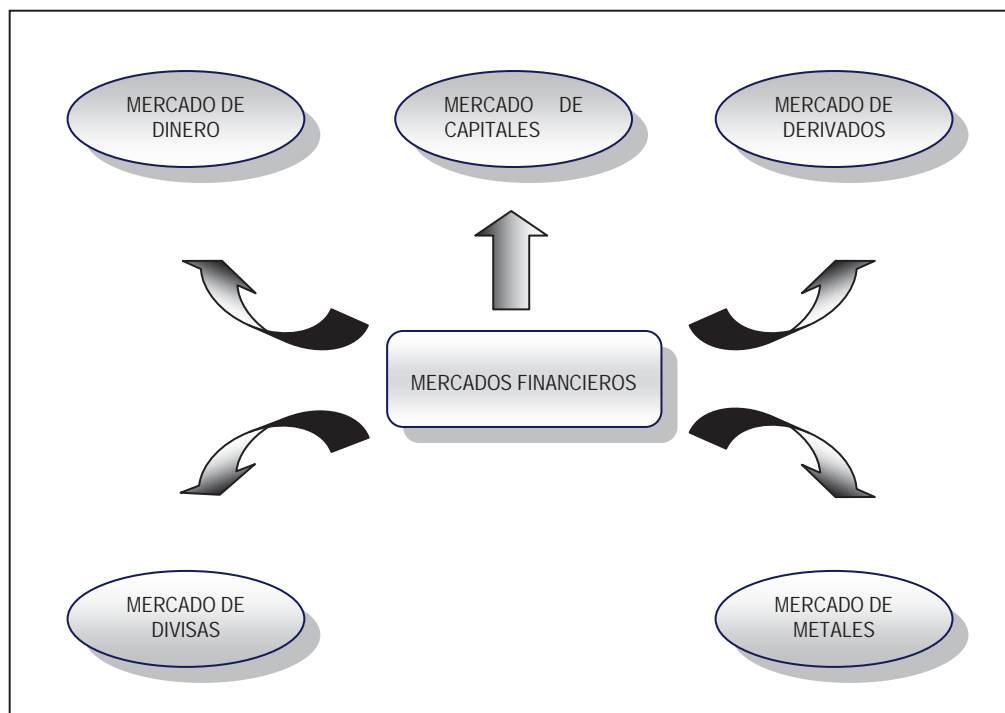 MERCADO DE
DINERO
MERCADO DE
CAPITALES
MERCADO DE
DERIVADOS
MERCADOS FINANCIEROS
MERCADO DE
DIVISAS
MERCADO DE
METALES